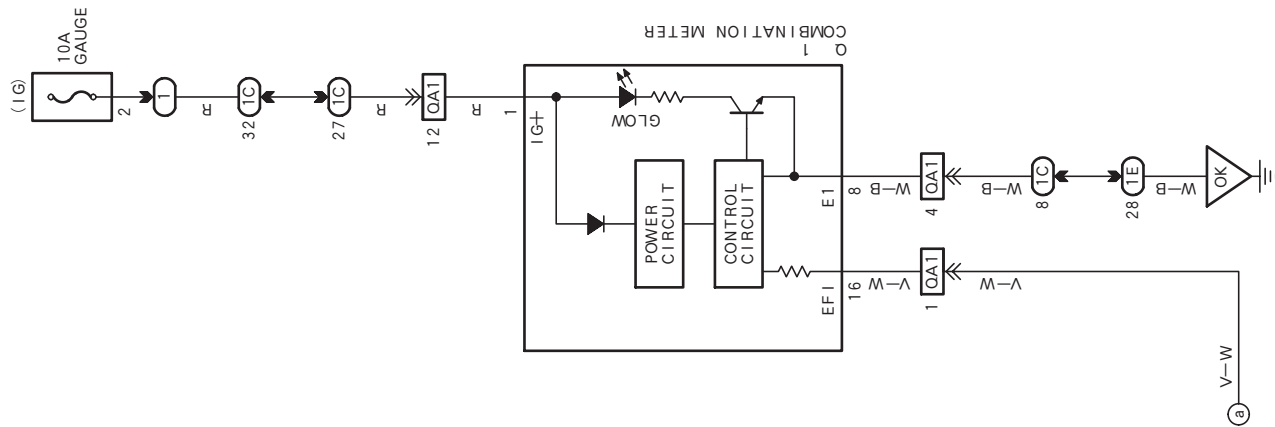 (IG)
10A
GAUGE
2
1
R
1C
32
1C
27
R
QA1
12
R
1
IG+
COMBINATION METER
Q 1
GLOW
POWER
CIRCUIT
CONTROL
CIRCUIT
E1
8
W-B
QA1
4
W-B
1C
8
1E
28
W-B
OK
EFI
16
V-W
QA1
1
V-W
V-W
a